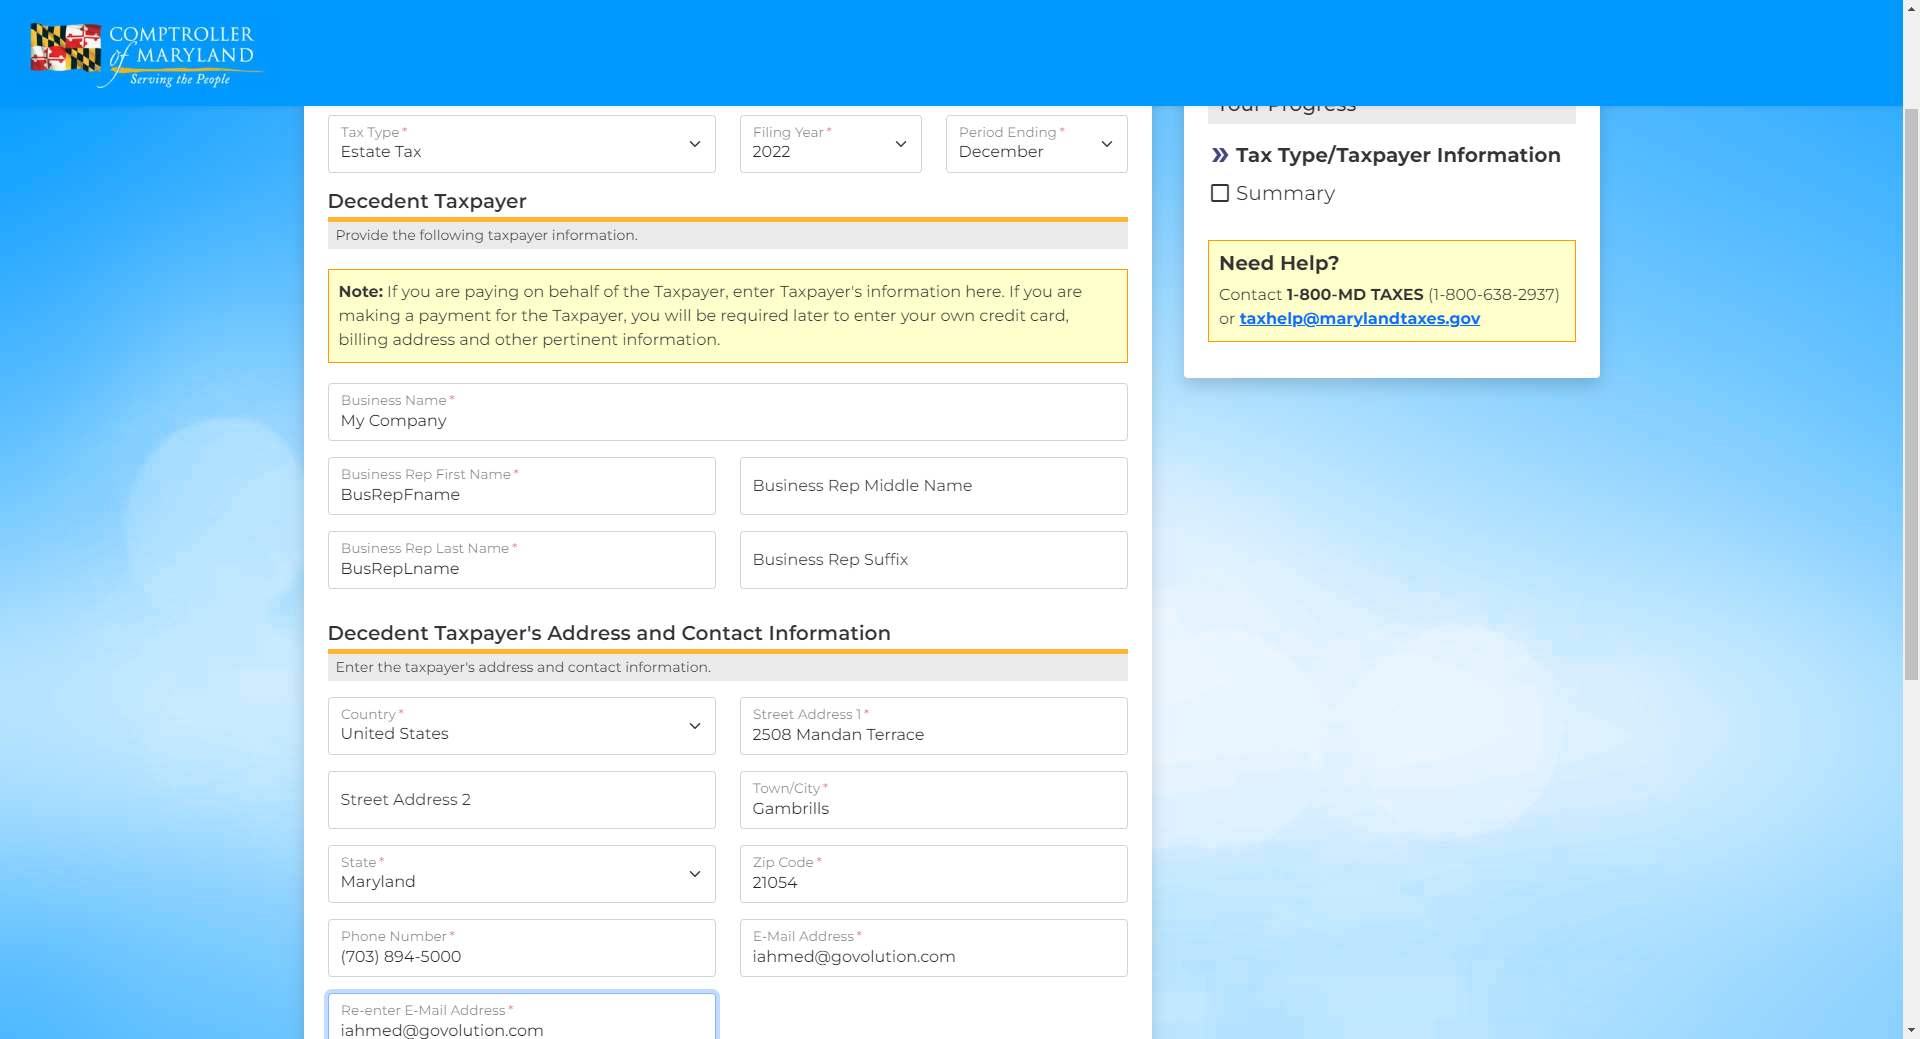 COMPTROLLER
of MARYLAND
Serving the People
Tax Type*
Estate Tax
Filing Year*
2022
Period Ending*
December
Decedent Taxpayer
Provide the following taxpayer information.
Note: If you are paying on behalf of the Taxpayer, enter Taxpayer's information here. If you are
making a payment for the Taxpayer, you will be required later to enter your own credit card,
billing address and other pertinent information.
Business Name*
My Company
Business Rep First Name*
BusRepFname
Business Rep Middle Name
Business Rep Last Name*
BusRepLname
Business Rep Suffix
Decedent Taxpayer's Address and Contact Information
Enter the taxpayer's address and contact information.
Country*
United States
Street Address 1*
2508 Mandan Terrace
Street Address 2
Town/City*
Gambrills
State*
Maryland
Zip Code*
21054
Phone Number*
(703) 894-5000
E-Mail Address*
iahmed@govolution.com
Re-enter E-Mail Address*
iahmed@govolution.com
Your Progress
» Tax Type/Taxpayer Information
Summary
Need Help?
Contact 1-800-MD TAXES (1-800-638-2937)
or taxhelp@marylandtaxes.gov